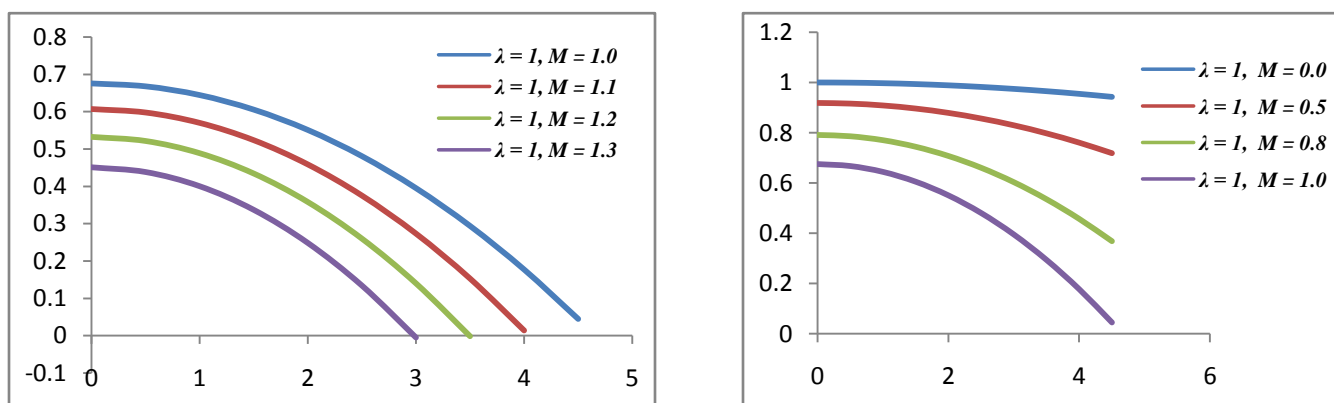 0.8
0.7
0.6
0.5
0.4
0.3
0.2
0.1
0
-0.1
0 1 2 3 4 5
λ = 1, M = 1.0
λ = 1, M = 1.1
λ = 1, M = 1.2
λ = 1, M = 1.3
1.2
1
0.8
0.6
0.4
0.2
0
0 2 4 6
λ = 1, M = 0.0
λ = 1, M = 0.5
λ = 1, M = 0.8
λ = 1, M = 1.0